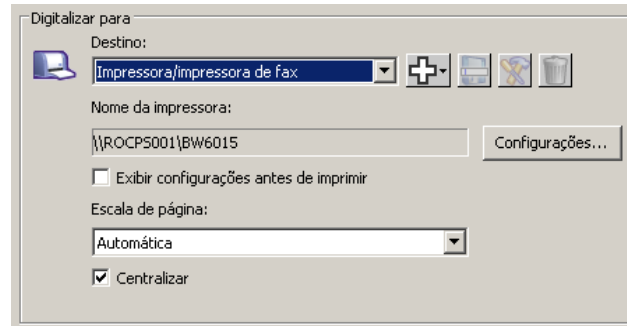 Digitalizar para
Destino:
Impressora/impressora de fax
Nome da impressora:
\\ROCPS001\BW6015
Configurações...
Exibir configurações antes de imprimir
Escala de página:
Automática
Centralizar